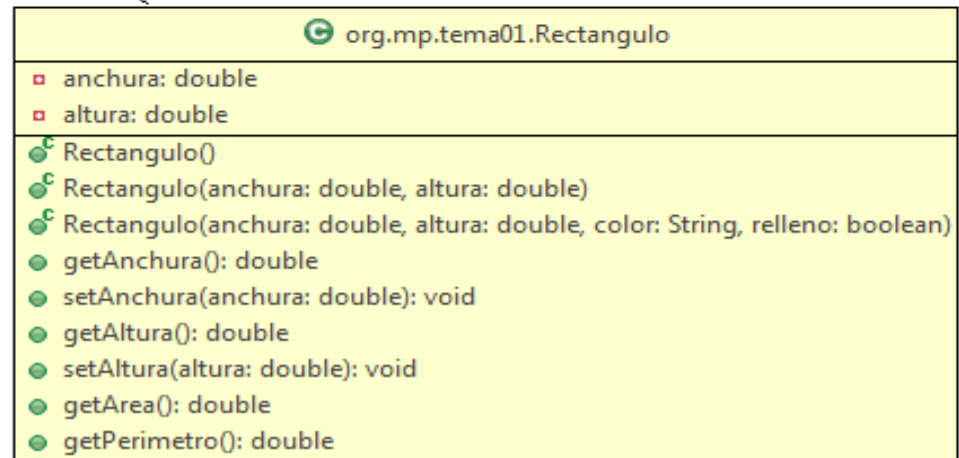 org.mp.tema01.Rectangulo
anchura: double
altura: double
Rectangulo()
Rectangulo(anchura: double, altura: double)
Rectangulo(anchura: double, altura: double, color: String, relleno: boolean)
getAnchura(): double
setAnchura(anchura: double): void
getAltura(): double
setAltura(altura: double): void
getArea(): double
getPerimetro(): double